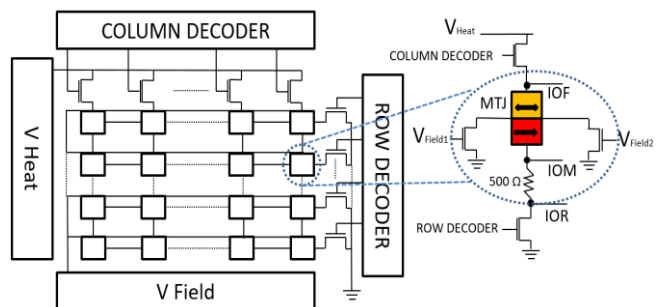 COLUMN DECODER
V Heat
ROW DECODER
V Field
VHeat
COLUMN DECODER
IOF
MTJ
VField1
VField2
IOM
500 Ω
IOR
ROW DECODER